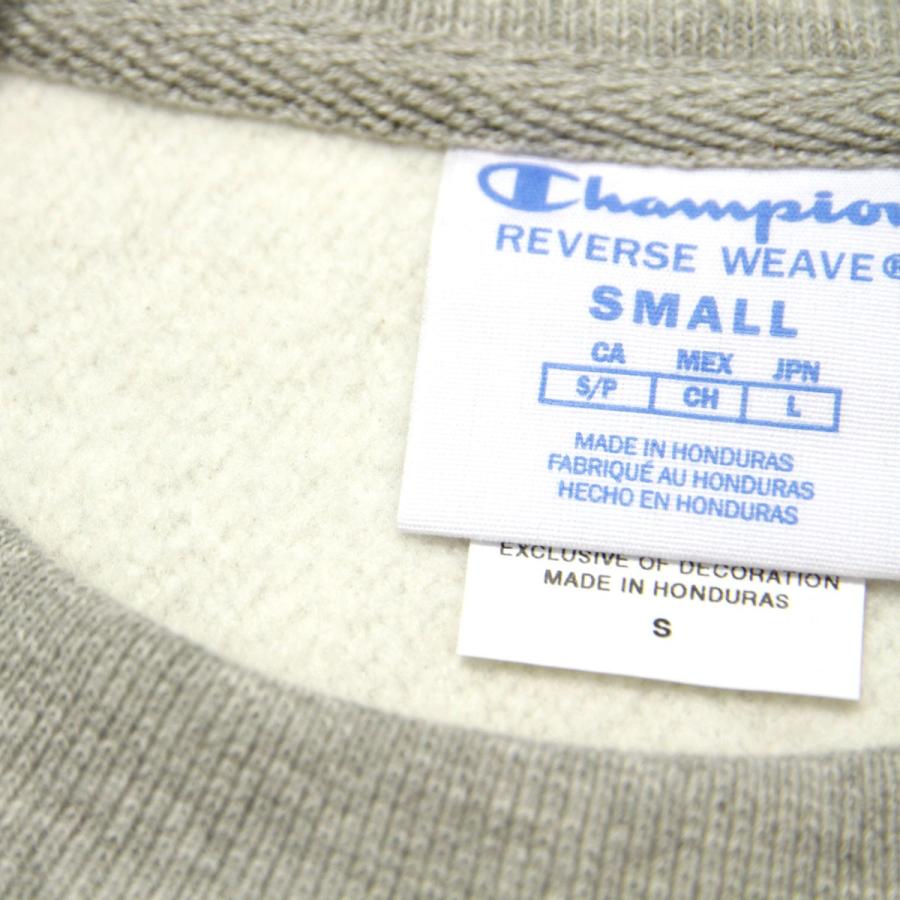 Champion
REVERSE WEAVE®
SMALL
CA MEX JPN
S/P CH L
MADE IN HONDURAS
FABRIQUÉ AU HONDURAS
HECHO EN HONDURAS
EXCLUSIVE OF DECORATION
MADE IN HONDURAS
S